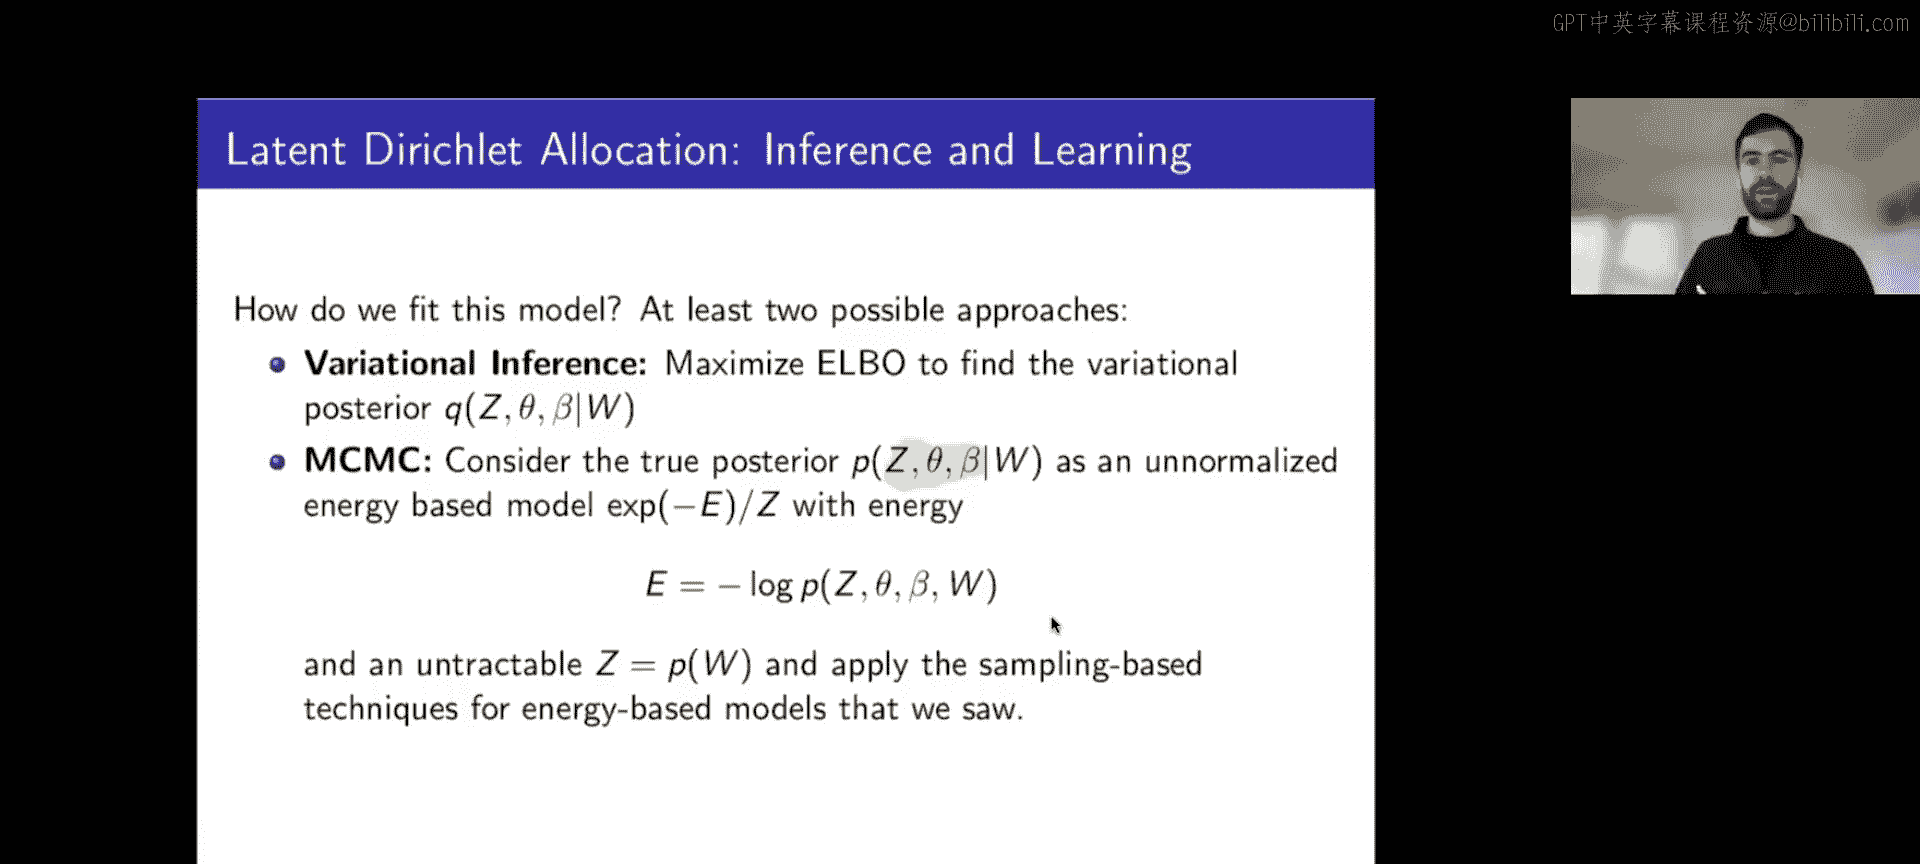 GPT中英字幕课程资源@bilibili.com
Latent Dirichlet Allocation: Inference and Learning
How do we fit this model? At least two possible approaches:
Variational Inference: Maximize ELBO to find the variational
posterior q(Z, θ, β|W)
MCMC: Consider the true posterior p(Z, θ, β|W) as an unnormalized
energy based model exp(−E)/Z with energy
E = − log p(Z, θ, β, W)
and an untractable Z = p(W) and apply the sampling-based
techniques for energy-based models that we saw.